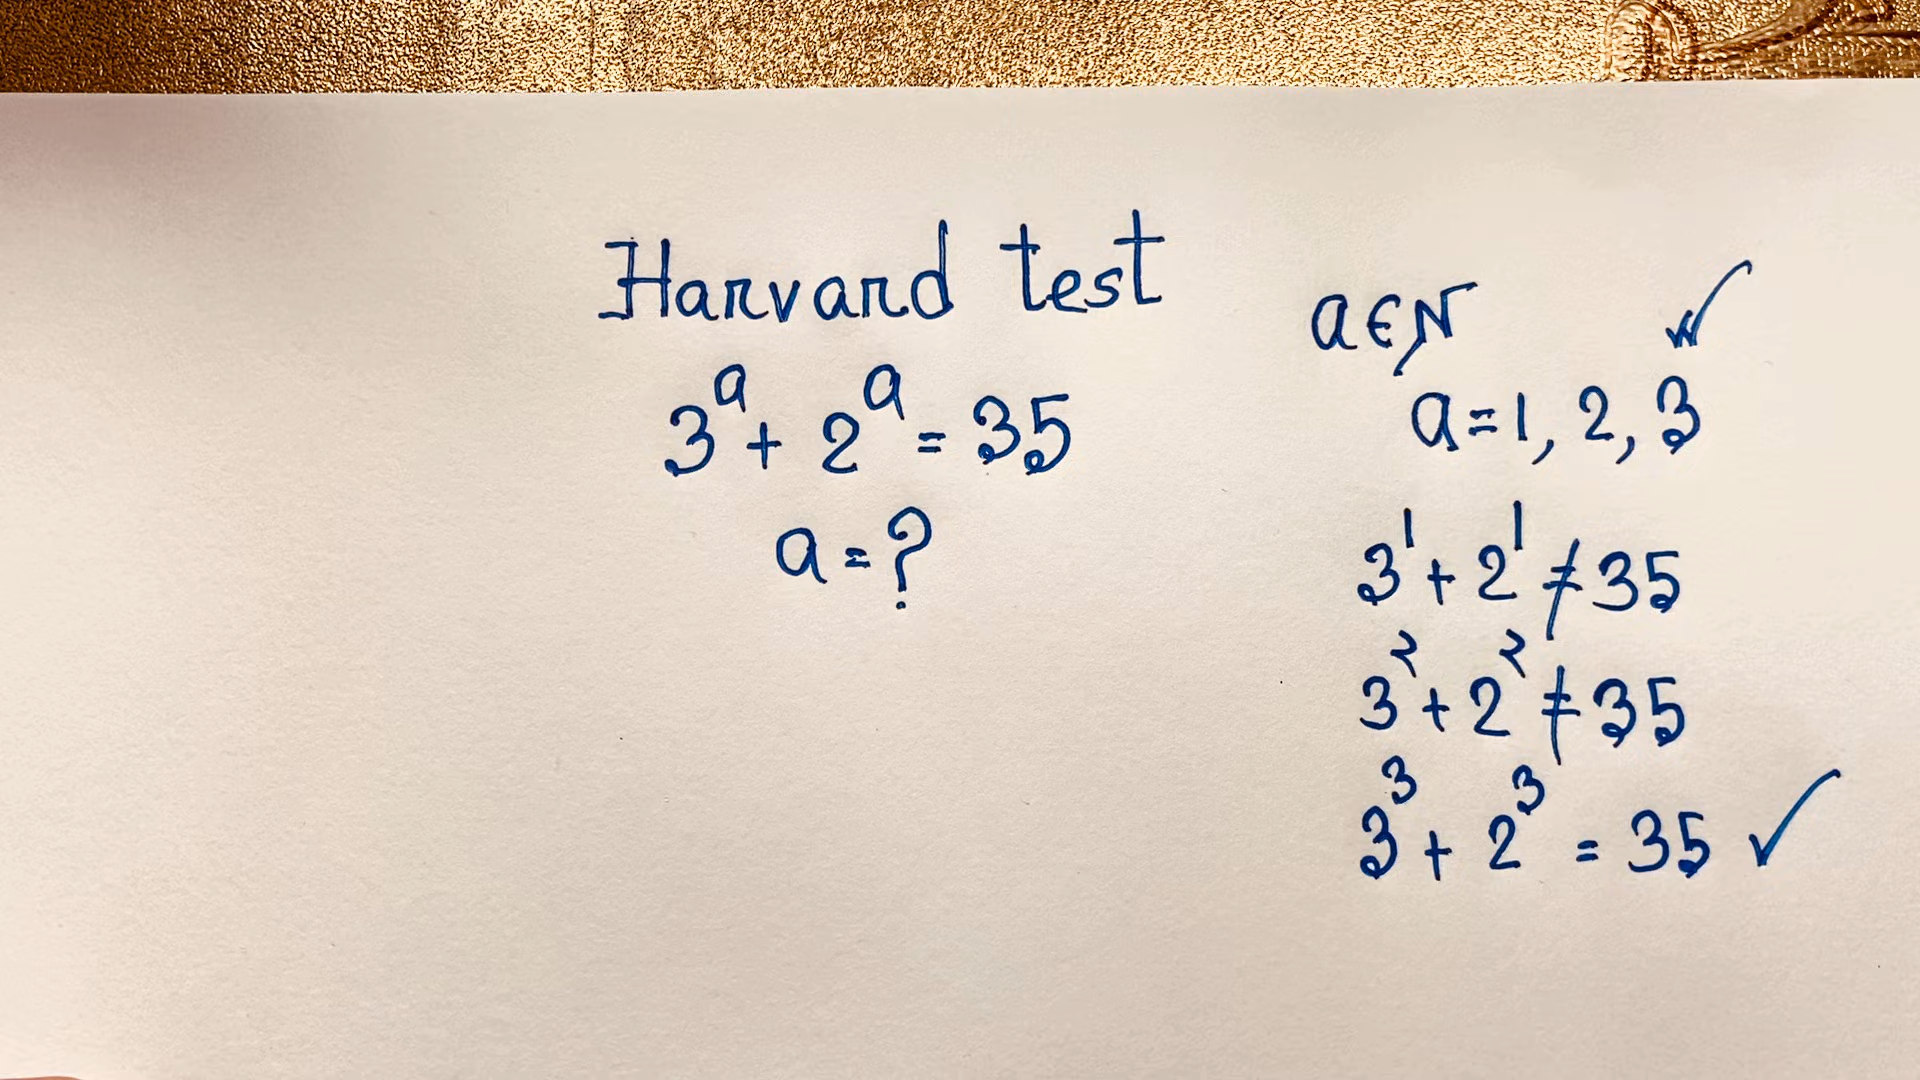 Harvard test
3^a + 2^a = 35
a = ?
a ∈ N ✓
a = 1, 2, 3
3^1 + 2^1 ≠ 35
3^2 + 2^2 ≠ 35
3^3 + 2^3 = 35 ✓